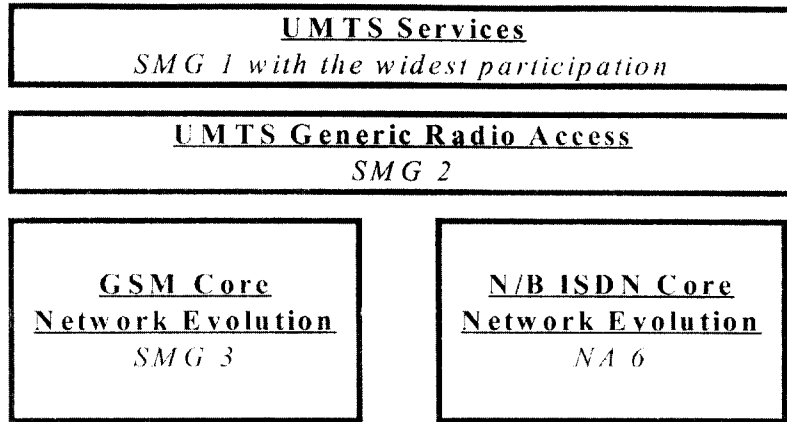 UMTS Services
SMG 1 with the widest participation
UMTS Generic Radio Access
SMG 2
GSM Core
Network Evolution
SMG 3
N/B ISDN Core
Network Evolution
NA 6